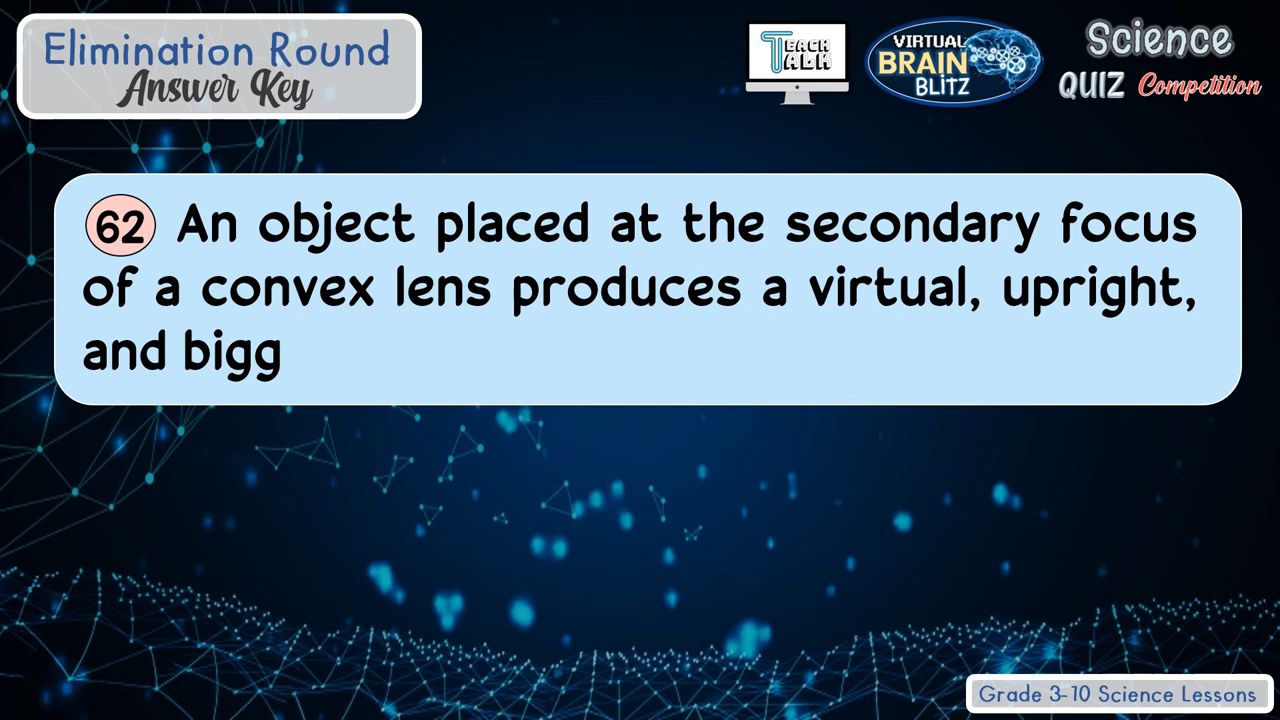 Elimination Round
Answer Key
TEACH
TALK
VIRTUAL
BRAIN
BLITZ
Science
QUIZ Competition
62 An object placed at the secondary focus
of a convex lens produces a virtual, upright,
and bigg
Grade 3-10 Science Lessons